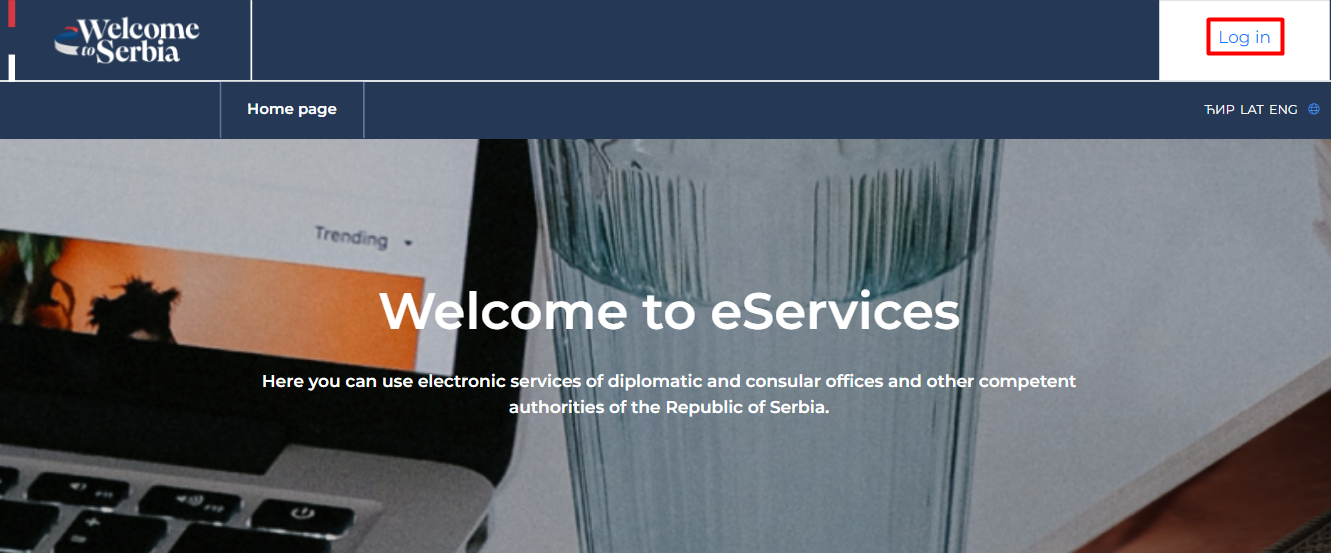 Welcome
to Serbia
Log in
Home page
ЋИР LAT ENG
Trending
Welcome to eServices
Here you can use electronic services of diplomatic and consular offices and other competent
authorities of the Republic of Serbia.